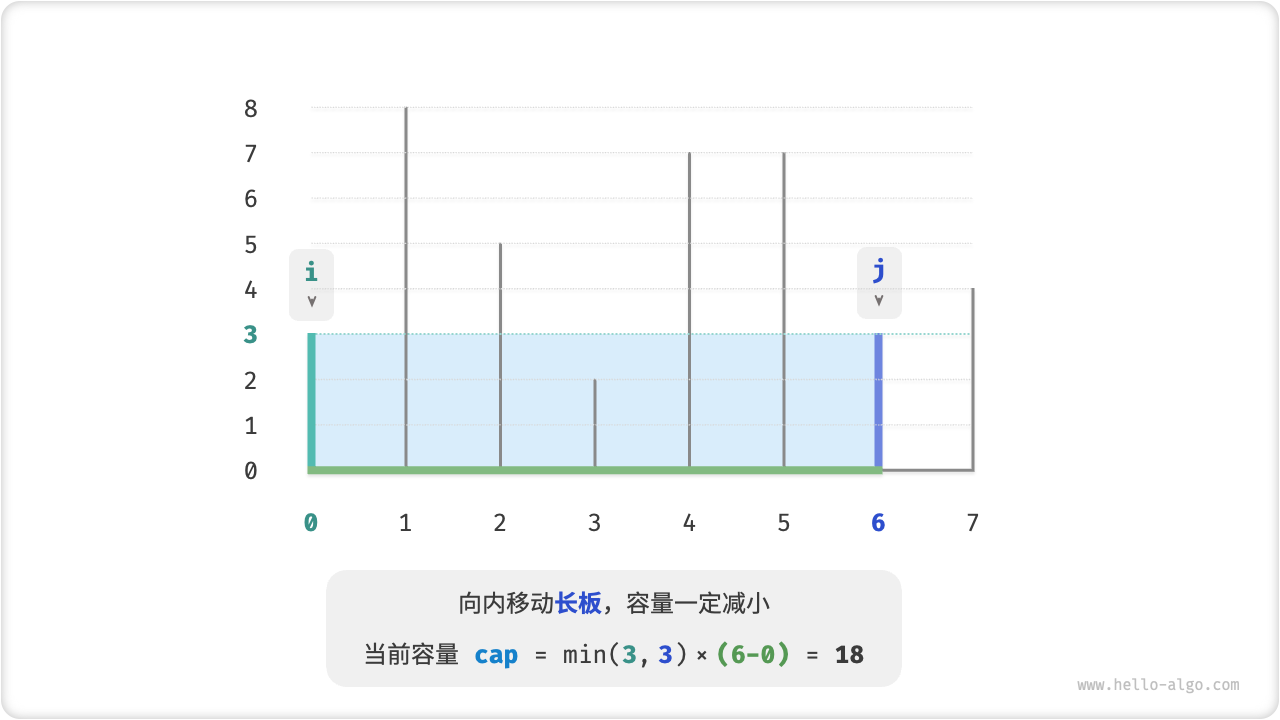 8
7
6
5
4
3
2
1
0
i
j
0 1 2 3 4 5 6 7
向内移动长板，容量一定减小
当前容量 cap = min(3, 3) × (6-0) = 18
www.hello-algo.com